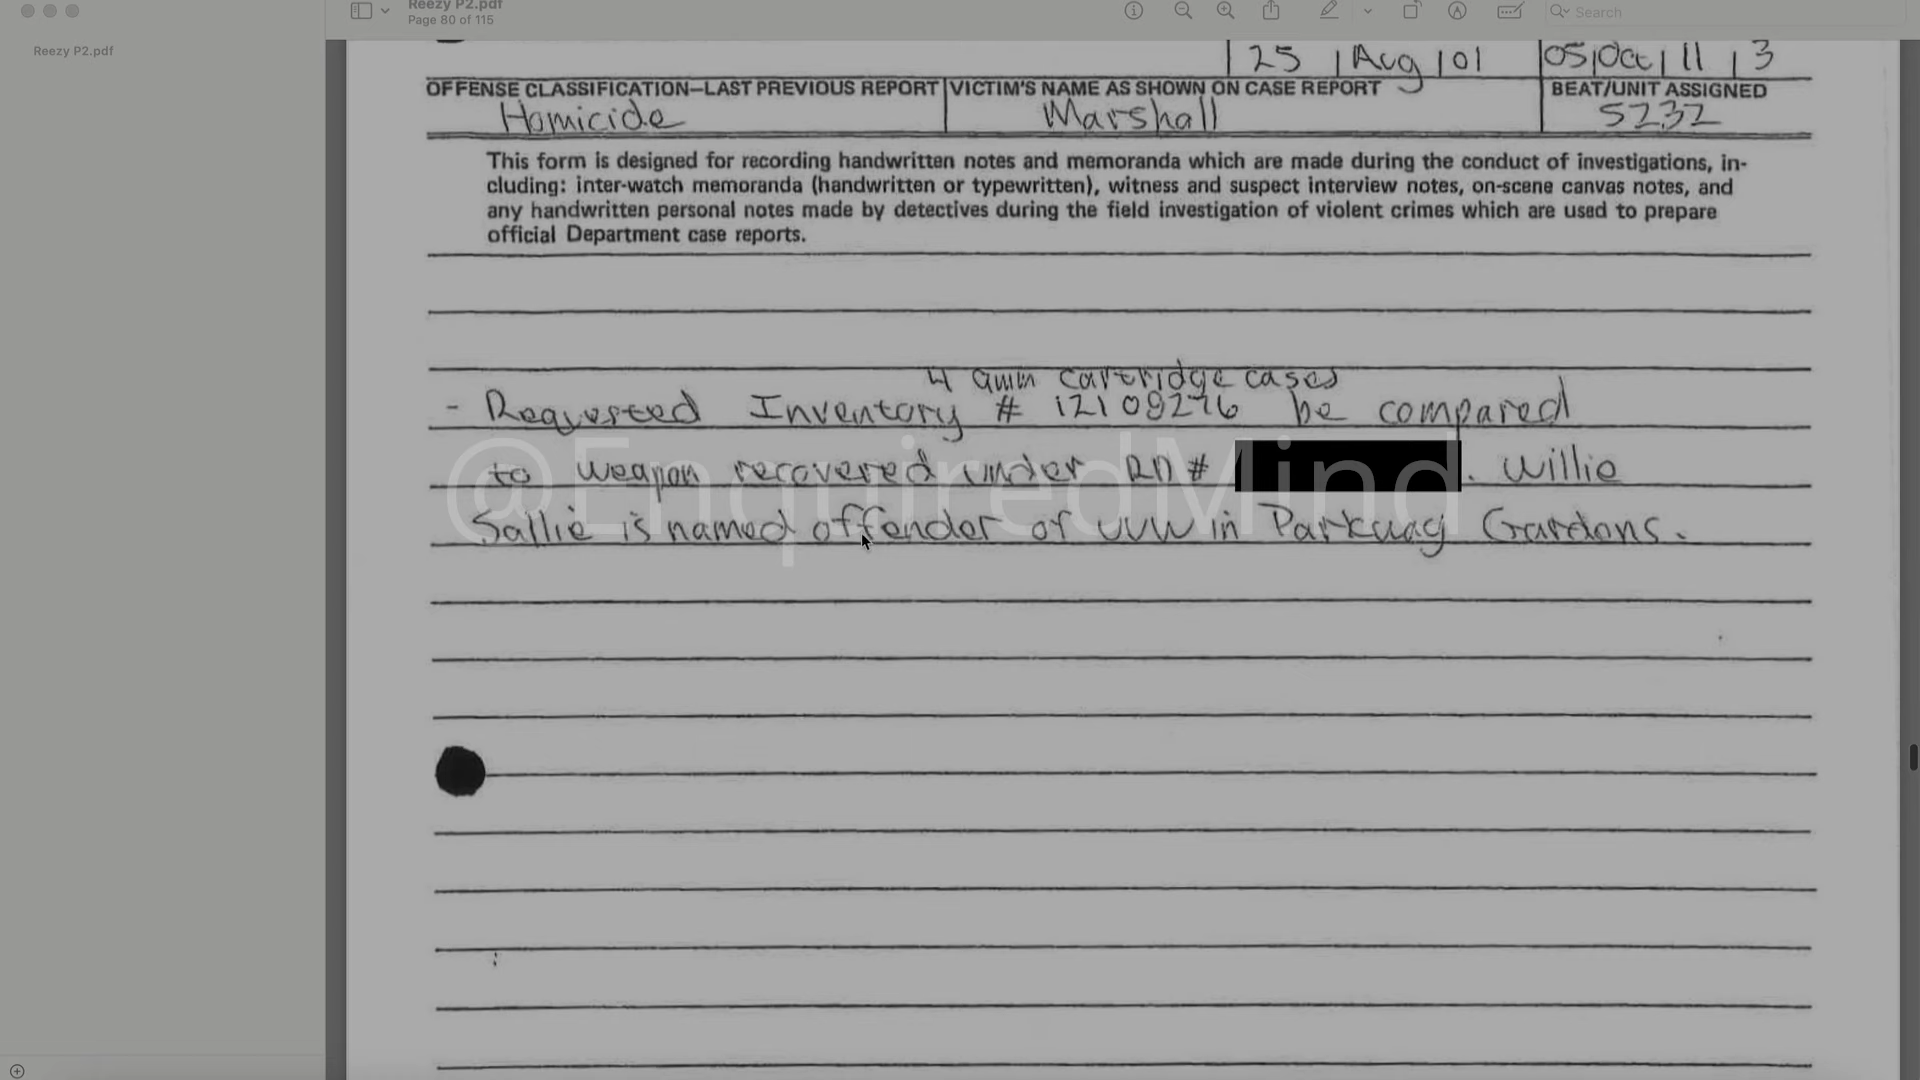 Reezy P2.pdf
Page 80 of 115
Search
Reezy P2.pdf
25 | Aug | 01 05 | Oct | 11 | 3
OFFENSE CLASSIFICATION—LAST PREVIOUS REPORT VICTIM'S NAME AS SHOWN ON CASE REPORT BEAT/UNIT ASSIGNED
Homicide Marshall 5232
This form is designed for recording handwritten notes and memoranda which are made during the conduct of investigations, in-
cluding: inter-watch memoranda (handwritten or typewritten), witness and suspect interview notes, on-scene canvas notes, and
any handwritten personal notes made by detectives during the field investigation of violent crimes which are used to prepare
official Department case reports.
4 9mm cartridge cases
- Requested Inventory # 12109276 be compared
to weapon recovered under RD # . Willie
Sallie is named offender of UUW in Parkway Gardens.
@EnquiredMind